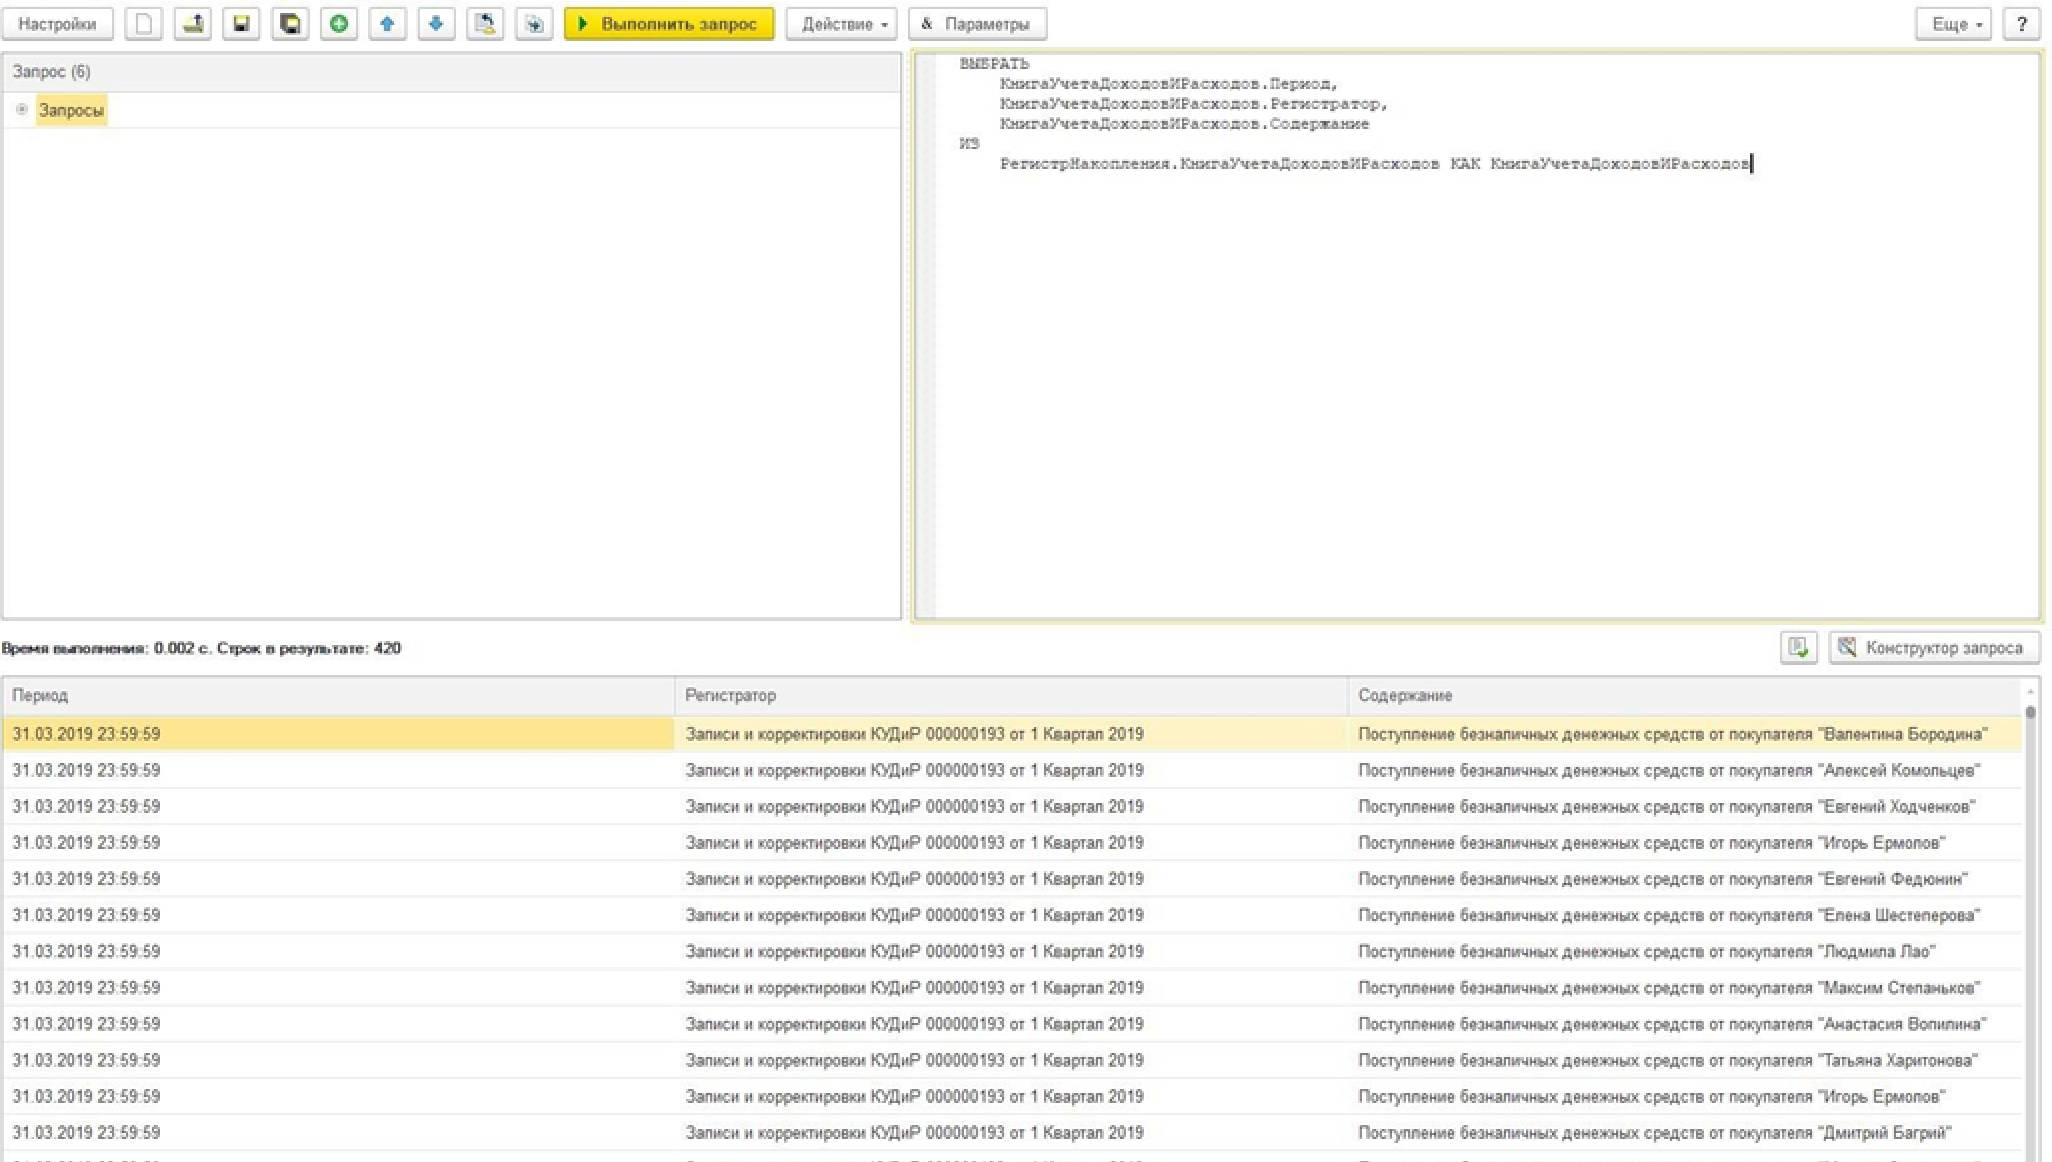 Настройки Выполнить запрос Действие & Параметры Еще ?
Запрос (6)
Запросы
ВЫБРАТЬ
КнигаУчетаДоходовИРасходов.Период,
КнигаУчетаДоходовИРасходов.Регистратор,
КнигаУчетаДоходовИРасходов.Содержание
ИЗ
РегистрНакопления.КнигаУчетаДоходовИРасходов КАК КнигаУчетаДоходовИРасходов
Время выполнения: 0.002 с. Строк в результате: 420
Конструктор запроса
Период Регистратор Содержание
31.03.2019 23:59:59 Записи и корректировки КУДиР 000000193 от 1 Квартал 2019 Поступление безналичных денежных средств от покупателя "Валентина Бородина"
31.03.2019 23:59:59 Записи и корректировки КУДиР 000000193 от 1 Квартал 2019 Поступление безналичных денежных средств от покупателя "Алексей Комольцев"
31.03.2019 23:59:59 Записи и корректировки КУДиР 000000193 от 1 Квартал 2019 Поступление безналичных денежных средств от покупателя "Евгений Ходченков"
31.03.2019 23:59:59 Записи и корректировки КУДиР 000000193 от 1 Квартал 2019 Поступление безналичных денежных средств от покупателя "Игорь Ермолов"
31.03.2019 23:59:59 Записи и корректировки КУДиР 000000193 от 1 Квартал 2019 Поступление безналичных денежных средств от покупателя "Евгений Федюнин"
31.03.2019 23:59:59 Записи и корректировки КУДиР 000000193 от 1 Квартал 2019 Поступление безналичных денежных средств от покупателя "Елена Шестеперова"
31.03.2019 23:59:59 Записи и корректировки КУДиР 000000193 от 1 Квартал 2019 Поступление безналичных денежных средств от покупателя "Людмила Лао"
31.03.2019 23:59:59 Записи и корректировки КУДиР 000000193 от 1 Квартал 2019 Поступление безналичных денежных средств от покупателя "Максим Степаньков"
31.03.2019 23:59:59 Записи и корректировки КУДиР 000000193 от 1 Квартал 2019 Поступление безналичных денежных средств от покупателя "Анастасия Вопилина"
31.03.2019 23:59:59 Записи и корректировки КУДиР 000000193 от 1 Квартал 2019 Поступление безналичных денежных средств от покупателя "Татьяна Харитонова"
31.03.2019 23:59:59 Записи и корректировки КУДиР 000000193 от 1 Квартал 2019 Поступление безналичных денежных средств от покупателя "Игорь Ермолов"
31.03.2019 23:59:59 Записи и корректировки КУДиР 000000193 от 1 Квартал 2019 Поступление безналичных денежных средств от покупателя "Дмитрий Багрий"